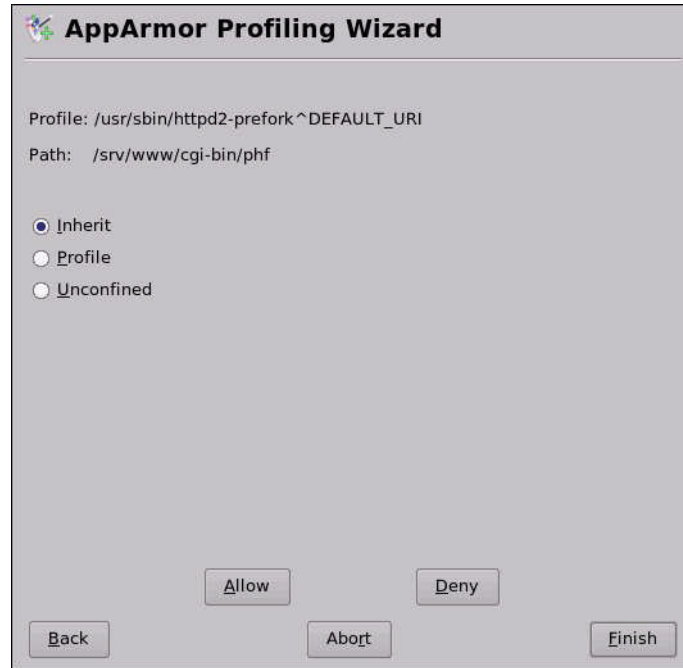 AppArmor Profiling Wizard
Profile: /usr/sbin/httpd2-prefork^DEFAULT_URI
Path: /srv/www/cgi-bin/phf
Inherit
Profile
Unconfined
Allow Deny
Back Abort Finish